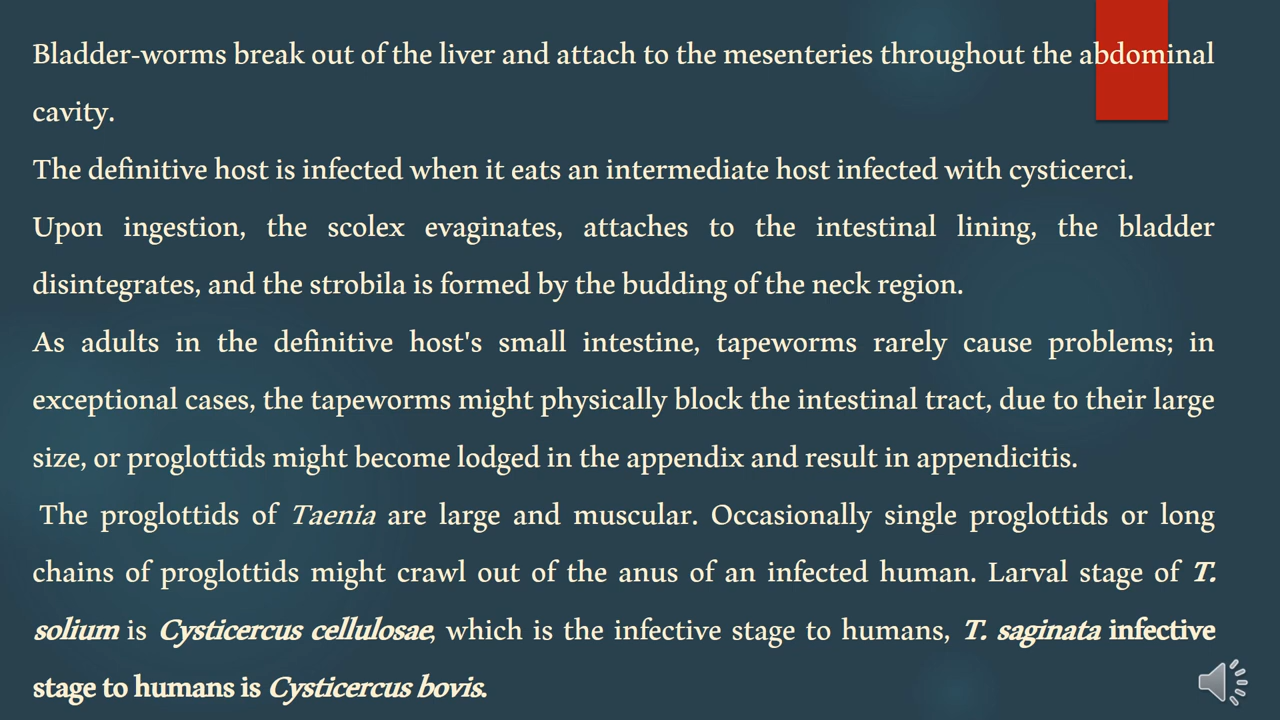 Bladder-worms break out of the liver and attach to the mesenteries throughout the abdominal
cavity.
The definitive host is infected when it eats an intermediate host infected with cysticerci.
Upon ingestion, the scolex evaginates, attaches to the intestinal lining, the bladder
disintegrates, and the strobila is formed by the budding of the neck region.
As adults in the definitive host's small intestine, tapeworms rarely cause problems; in
exceptional cases, the tapeworms might physically block the intestinal tract, due to their large
size, or proglottids might become lodged in the appendix and result in appendicitis.
The proglottids of Taenia are large and muscular. Occasionally single proglottids or long
chains of proglottids might crawl out of the anus of an infected human. Larval stage of T.
solium is Cysticercus cellulosae, which is the infective stage to humans, T. saginata infective
stage to humans is Cysticercus bovis.